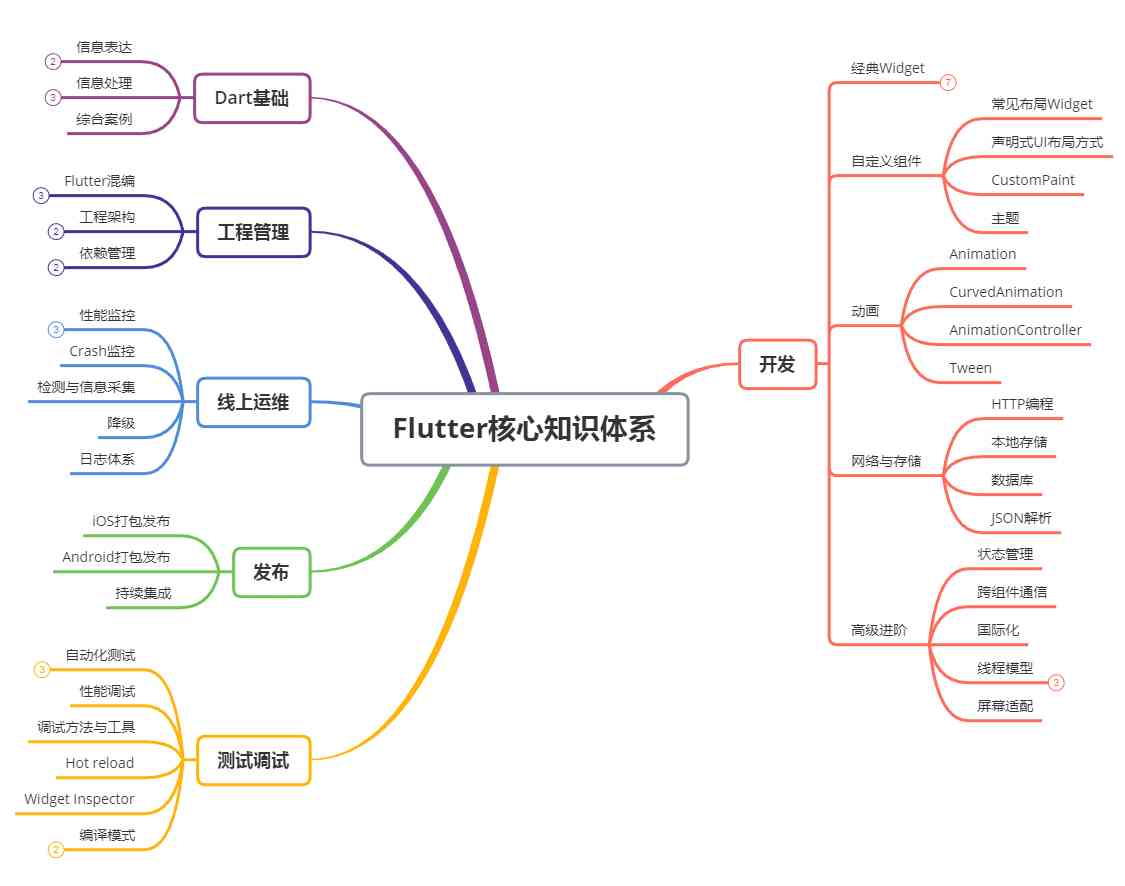 Flutter核心知识体系
Dart基础
信息表达
2
信息处理
3
综合案例
工程管理
Flutter混编
3
工程架构
2
依赖管理
2
线上运维
性能监控
3
Crash监控
检测与信息采集
降级
日志体系
发布
iOS打包发布
Android打包发布
持续集成
测试调试
自动化测试
3
性能调试
调试方法与工具
Hot reload
Widget Inspector
编译模式
2
开发
经典Widget
7
自定义组件
常见布局Widget
声明式UI布局方式
CustomPaint
主题
动画
Animation
CurvedAnimation
AnimationController
Tween
网络与存储
HTTP编程
本地存储
数据库
JSON解析
高级进阶
状态管理
跨组件通信
国际化
线程模型
3
屏幕适配